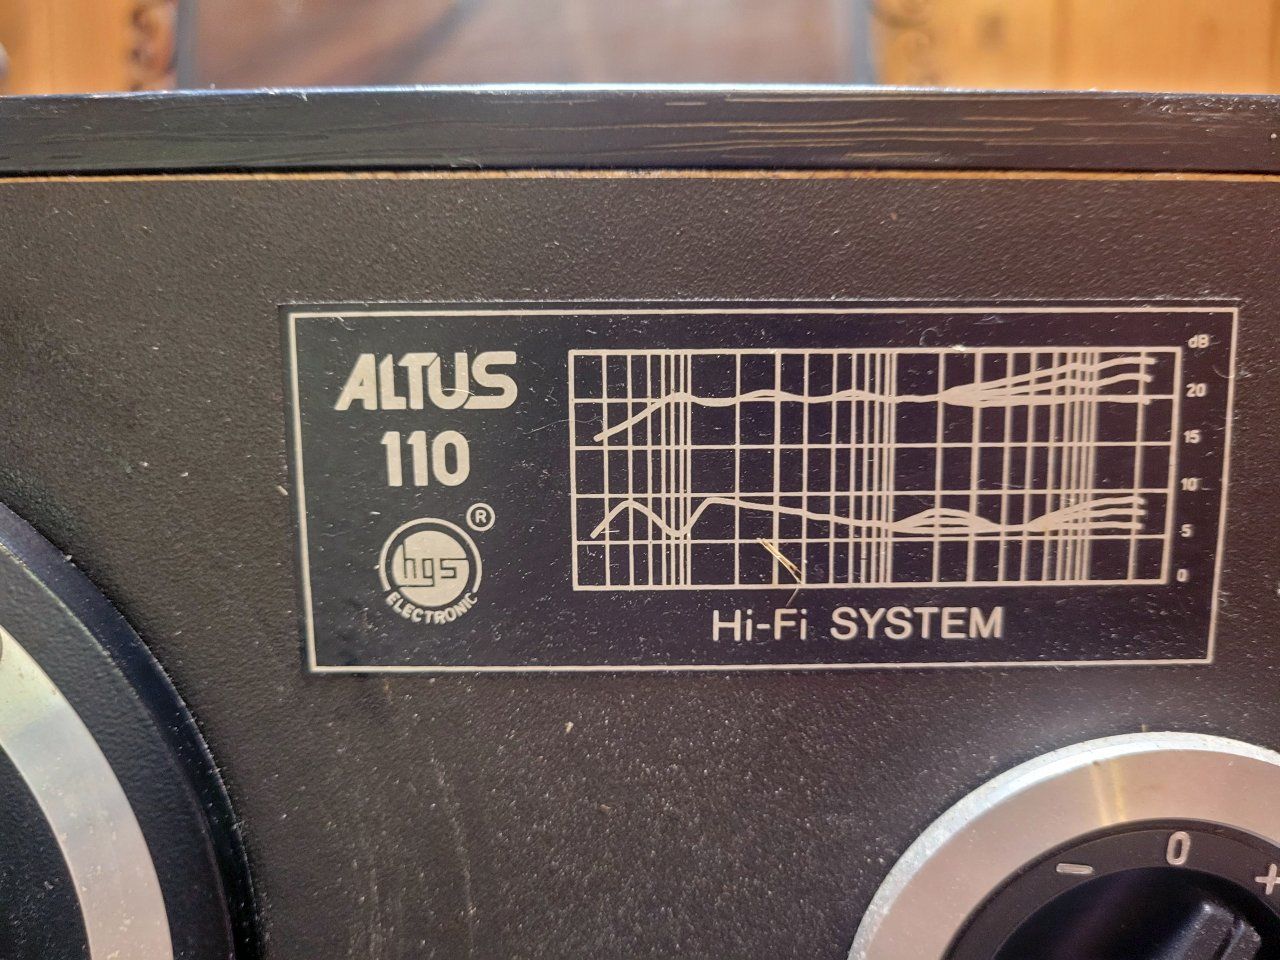 ALTUS
110
®
hgs
ELECTRONIC
dB
20
15
10
5
0
Hi-Fi SYSTEM
- 0 +